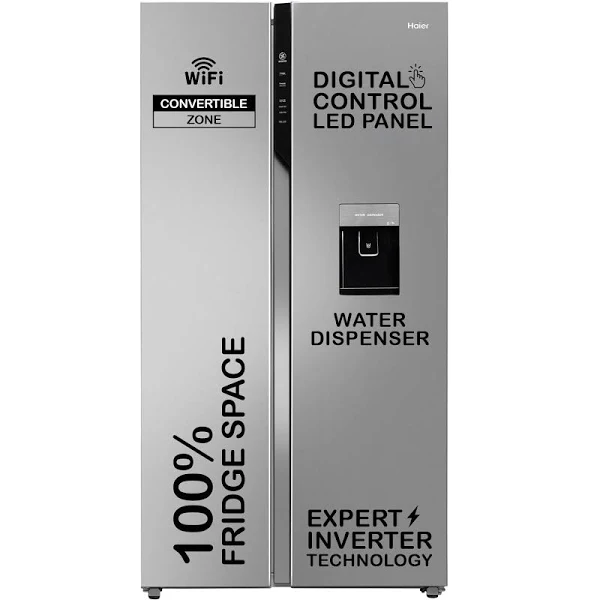 Haier
WiFi
CONVERTIBLE
ZONE
DIGITAL
CONTROL
LED PANEL
WATER
DISPENSER
100%
FRIDGE SPACE
EXPERT
INVERTER
TECHNOLOGY